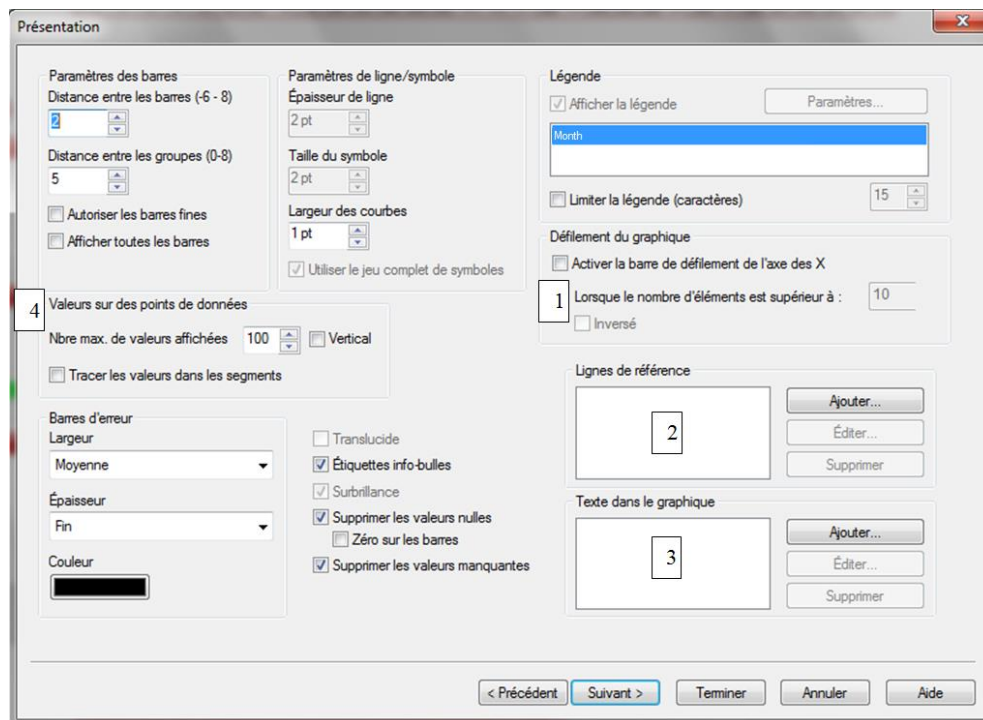 Présentation
Paramètres des barres
Distance entre les barres (-6 - 8)
2
Distance entre les groupes (0-8)
5
Autoriser les barres fines
Afficher toutes les barres
Paramètres de ligne/symbole
Épaisseur de ligne
2 pt
Taille du symbole
2 pt
Largeur des courbes
1 pt
Utiliser le jeu complet de symboles
Légende
Afficher la légende
Paramètres...
Month
Limiter la légende (caractères)
15
Défilement du graphique
Activer la barre de défilement de l'axe des X
1
Lorsque le nombre d'éléments est supérieur à :
10
Inversé
4
Valeurs sur des points de données
Nbre max. de valeurs affichées
100
Vertical
Tracer les valeurs dans les segments
Barres d'erreur
Largeur
Moyenne
Épaisseur
Fin
Couleur
Translucide
Étiquettes info-bulles
Surbrillance
Supprimer les valeurs nulles
Zéro sur les barres
Supprimer les valeurs manquantes
Lignes de référence
2
Ajouter...
Éditer...
Supprimer
Texte dans le graphique
3
Ajouter...
Éditer...
Supprimer
< Précédent
Suivant >
Terminer
Annuler
Aide